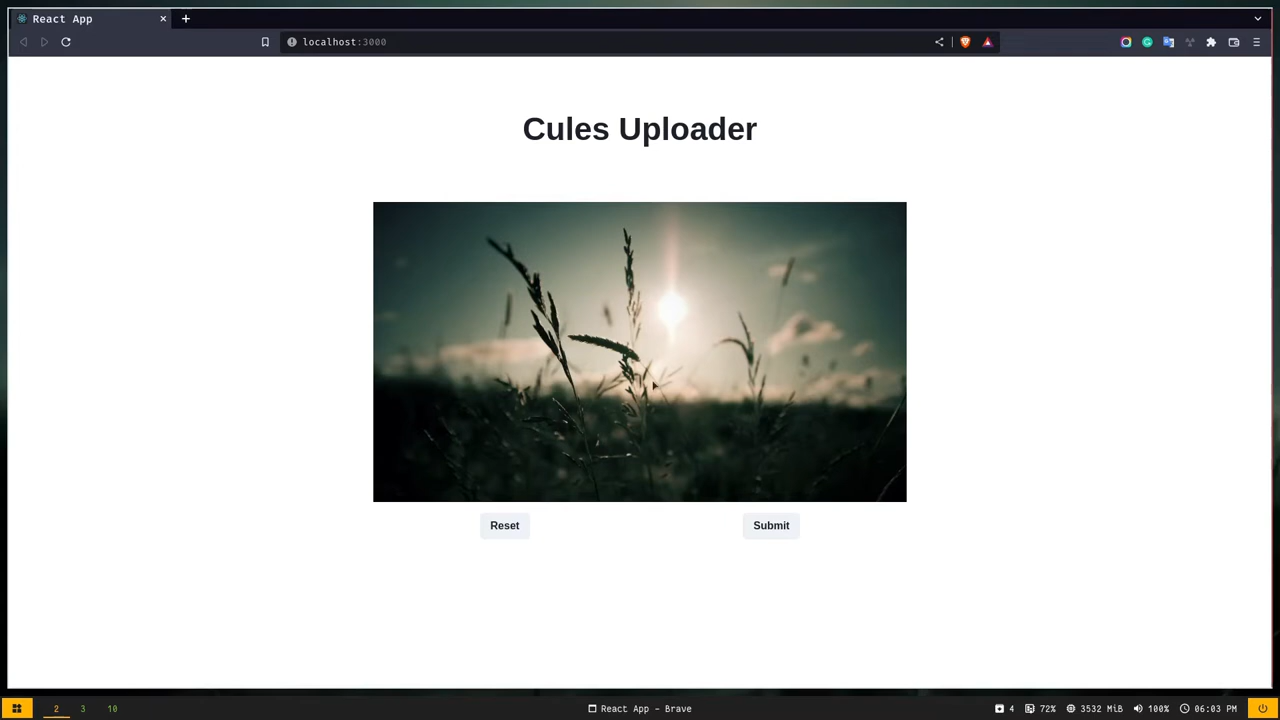 React App
localhost:3000
Cules Uploader
Reset
Submit
2 3 10
React App – Brave
4 72% 3532 MiB 100% 06:03 PM